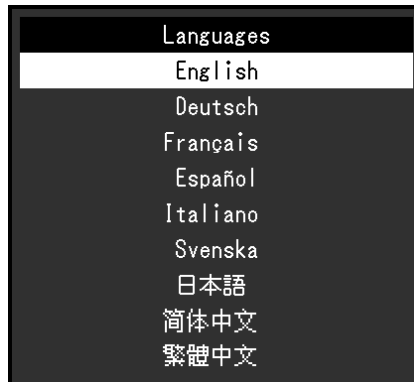 Languages
English
Deutsch
Français
Español
Italiano
Svenska
日本語
简体中文
繁體中文